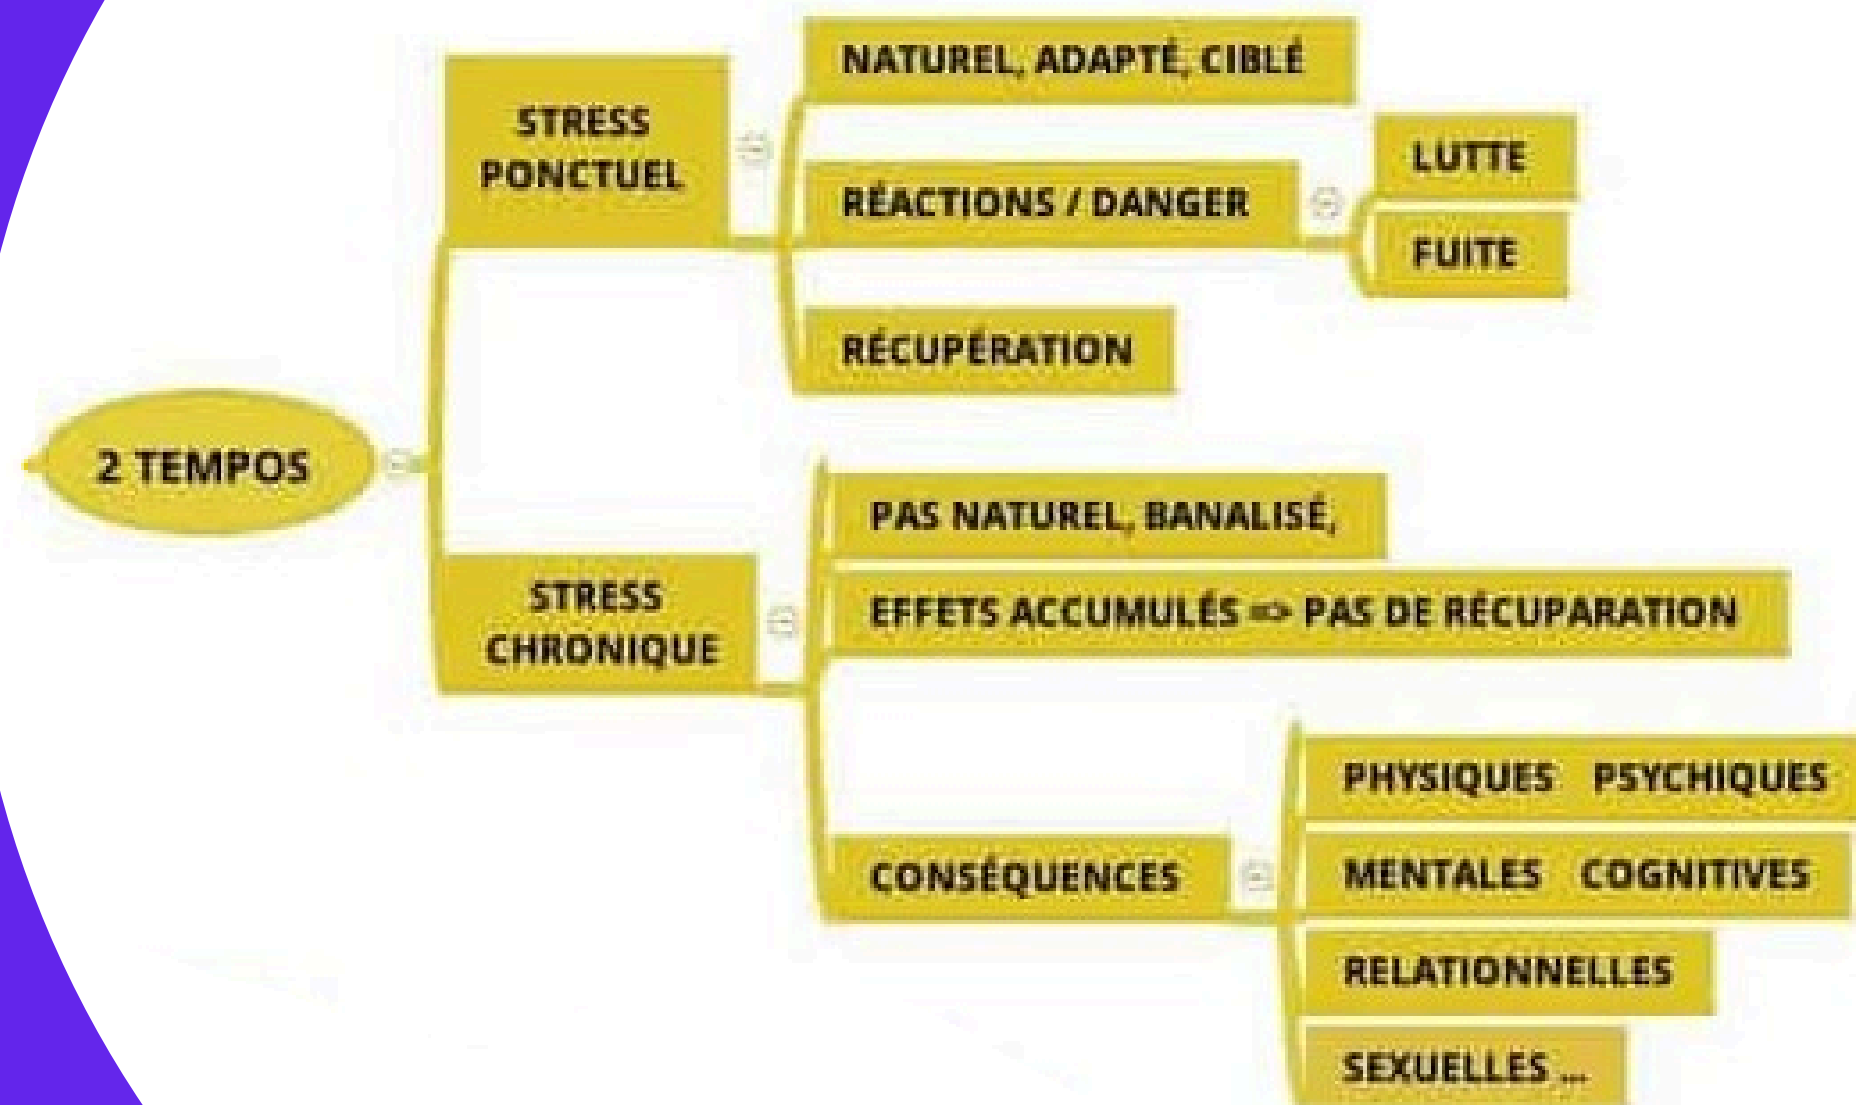 2 TEMPOS
STRESS
PONCTUEL
NATUREL, ADAPTÉ, CIBLÉ
RÉACTIONS / DANGER
LUTTE
FUITE
RÉCUPÉRATION
STRESS
CHRONIQUE
PAS NATUREL, BANALISÉ,
EFFETS ACCUMULÉS => PAS DE RÉCUPARATION
CONSÉQUENCES
PHYSIQUES PSYCHIQUES
MENTALES COGNITIVES
RELATIONNELLES
SEXUELLES ...